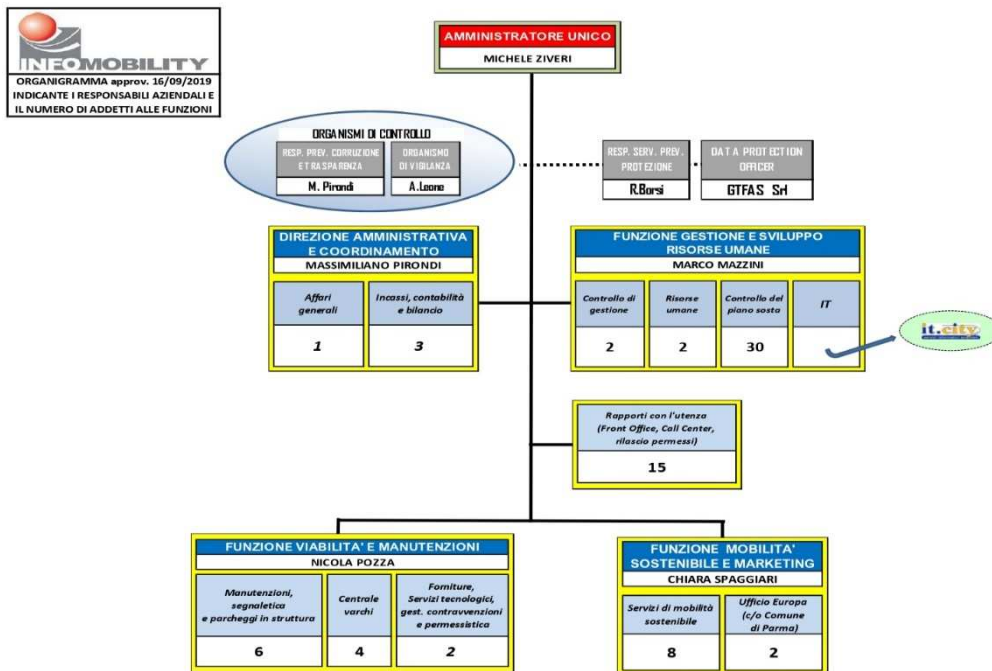 INFOMOBILITY
ORGANIGRAMMA approv. 16/09/2019
INDICANTE I RESPONSABILI AZIENDALI E
IL NUMERO DI ADDETTI ALLE FUNZIONI
AMMINISTRATORE UNICO
MICHELE ZIVERI
ORGANISMI DI CONTROLLO
RESP. PREV. CORRUZIONE
E TRASPARENZA
M. Pirondi
ORGANISMO
DI VIGILANZA
A.Leone
RESP. SERV. PREV.
PROTEZIONE
R.Borsi
DATA PROTECTION
OFFICER
GTFAS Srl
DIREZIONE AMMINISTRATIVA
E COORDINAMENTO
MASSIMILIANO PIRONDI
Affari
generali
1
Incassi, contabilità
e bilancio
3
FUNZIONE GESTIONE E SVILUPPO
RISORSE UMANE
MARCO MAZZINI
Controllo di
gestione
2
Risorse
umane
2
Controllo del
piano sosta
30
IT
it.city
Rapporti con l'utenza
(Front Office, Call Center,
rilascio permessi)
15
FUNZIONE VIABILITA' E MANUTENZIONI
NICOLA POZZA
Manutenzioni,
segnaletica
e parcheggi in struttura
6
Centrale
varchi
4
Forniture,
Servizi tecnologici,
gest. contravvenzioni
e permessistica
2
FUNZIONE MOBILITA'
SOSTENIBILE E MARKETING
CHIARA SPAGGIARI
Servizi di mobilità
sostenibile
8
Ufficio Europa
(c/o Comune
di Parma)
2